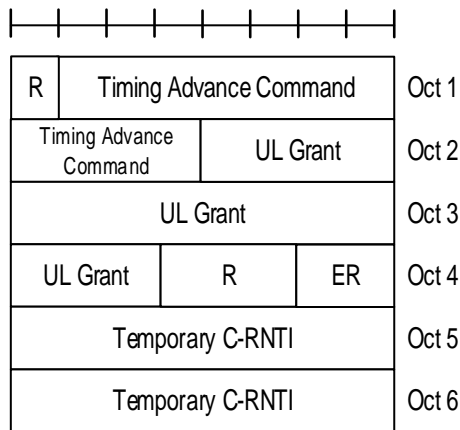 R Timing Advance Command Oct 1
Timing Advance
Command UL Grant Oct 2
UL Grant Oct 3
UL Grant R ER Oct 4
Temporary C-RNTI Oct 5
Temporary C-RNTI Oct 6